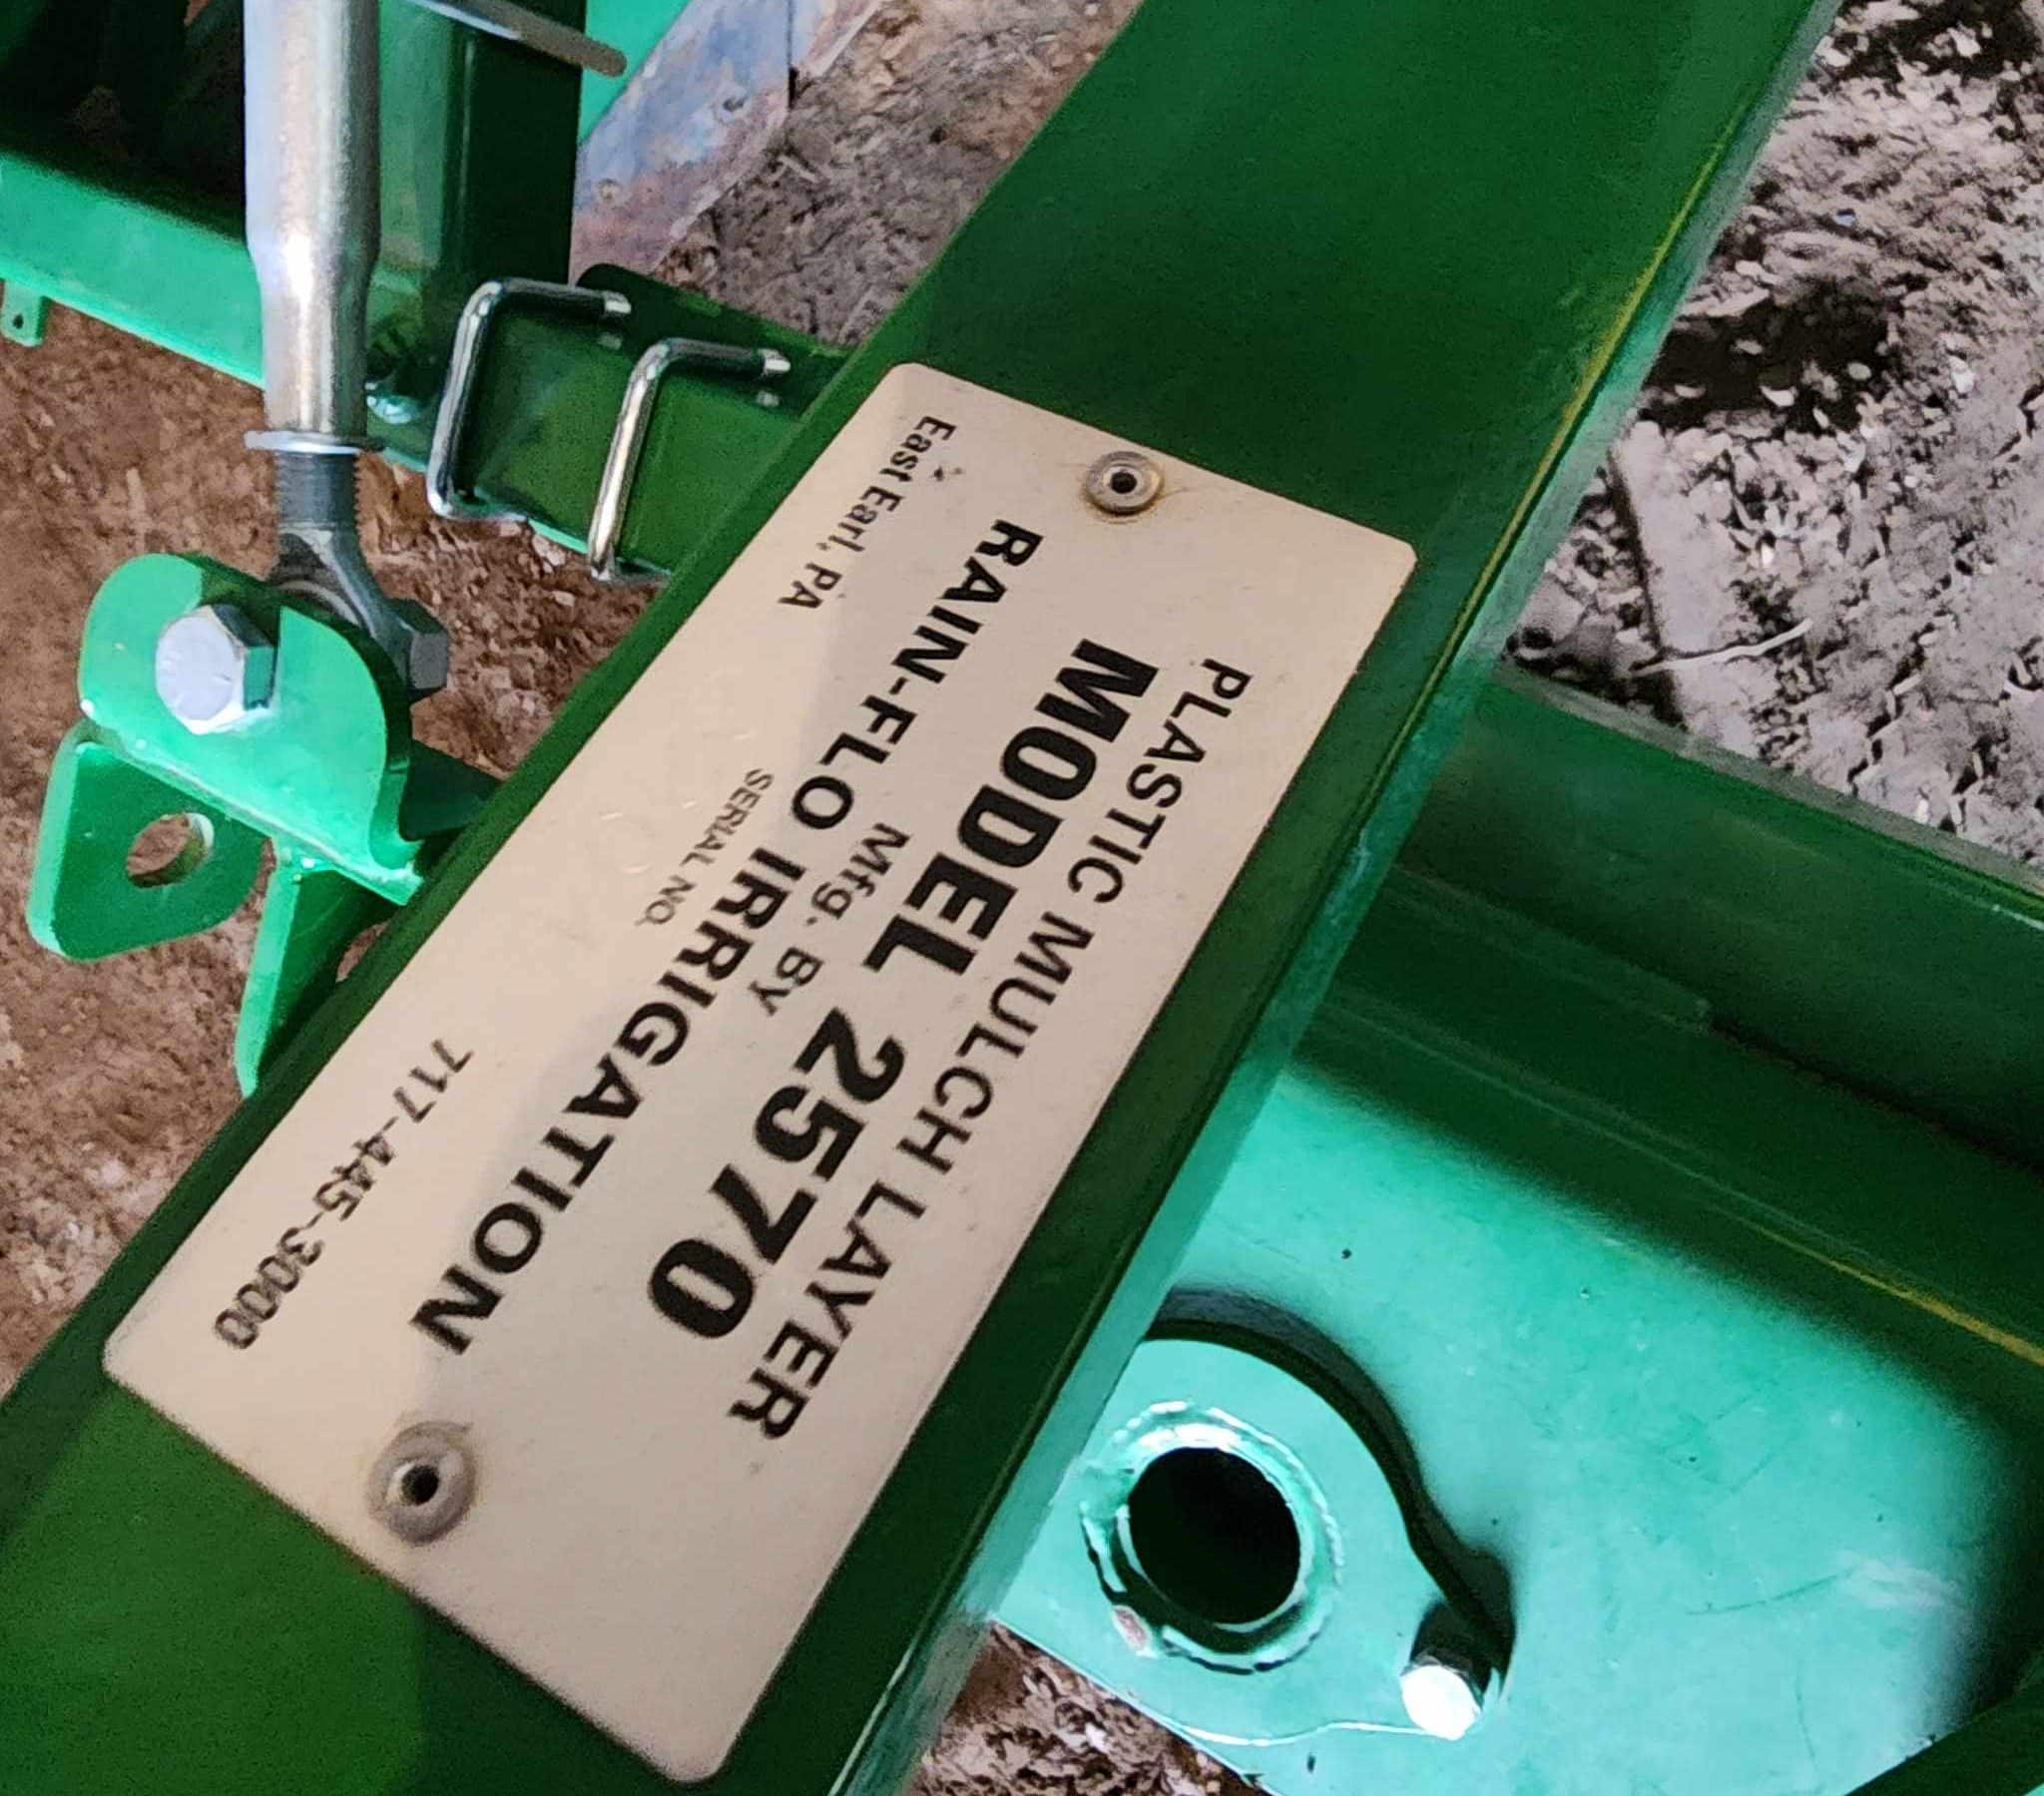 PLASTIC MULCH LAYER
MODEL 2570
Mfg. BY
RAIN-FLO IRRIGATION
SERIAL NO.
East Earl, PA 717-445-3000